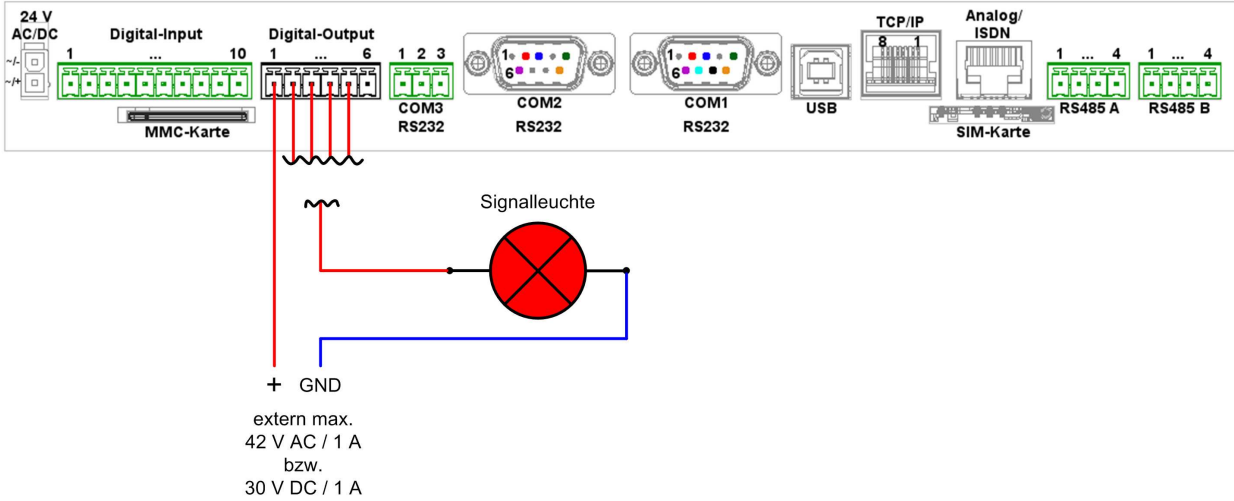 24 V
AC/DC
~/-
~/+
Digital-Input
1 ... 10
MMC-Karte
Digital-Output
1 ... 6
1 2 3
COM3
RS232
1
6
COM2
RS232
1
6
COM1
RS232
USB
TCP/IP
8 1
Analog/
ISDN
SIM-Karte
1 ... 4
RS485 A
1 ... 4
RS485 B
Signalleuchte
+ GND
extern max.
42 V AC / 1 A
bzw.
30 V DC / 1 A